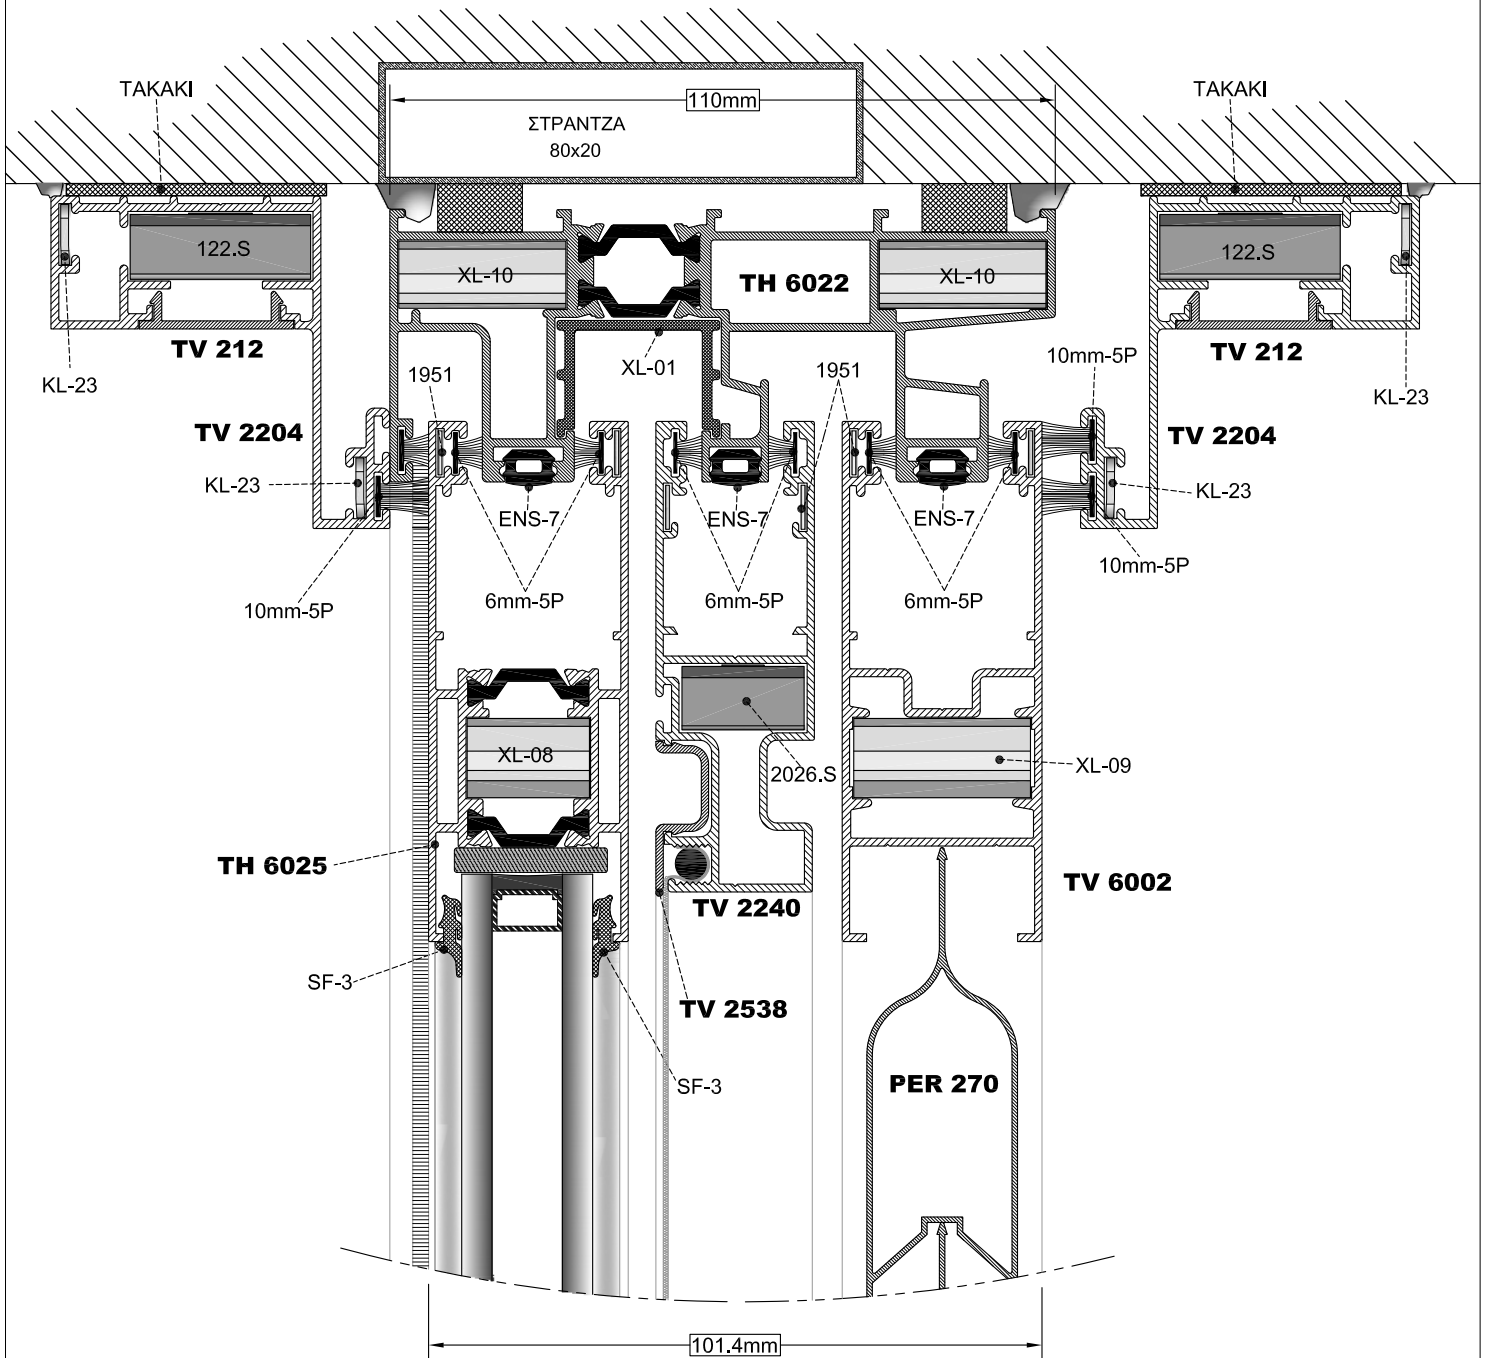 TAKAKI
110mm
TAKAKI
ΣΤΡΑΝΤΖΑ
80x20
122.S
XL-10
TH 6022
XL-10
122.S
TV 212
XL-01
10mm-5P
TV 212
KL-23
1951
1951
KL-23
TV 2204
TV 2204
KL-23
KL-23
ENS-7
ENS-7
ENS-7
10mm-5P
10mm-5P
6mm-5P
6mm-5P
6mm-5P
XL-08
2026.S
XL-09
TH 6025
TV 6002
TV 2240
SF-3
TV 2538
SF-3
PER 270
101.4mm